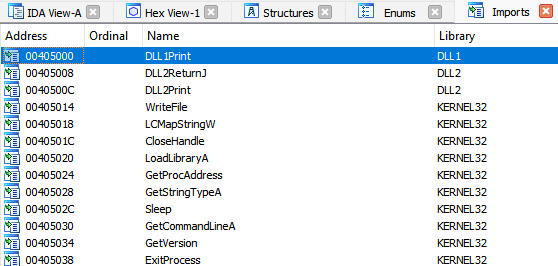 IDA View-A Hex View-1 Structures Enums Imports
Address Ordinal Name Library
00405000 DLL1Print DLL1
00405008 DLL2ReturnJ DLL2
0040500C DLL2Print DLL2
00405014 WriteFile KERNEL32
00405018 LCMapStringW KERNEL32
0040501C CloseHandle KERNEL32
00405020 LoadLibraryA KERNEL32
00405024 GetProcAddress KERNEL32
00405028 GetStringTypeA KERNEL32
0040502C Sleep KERNEL32
00405030 GetCommandLineA KERNEL32
00405034 GetVersion KERNEL32
00405038 ExitProcess KERNEL32